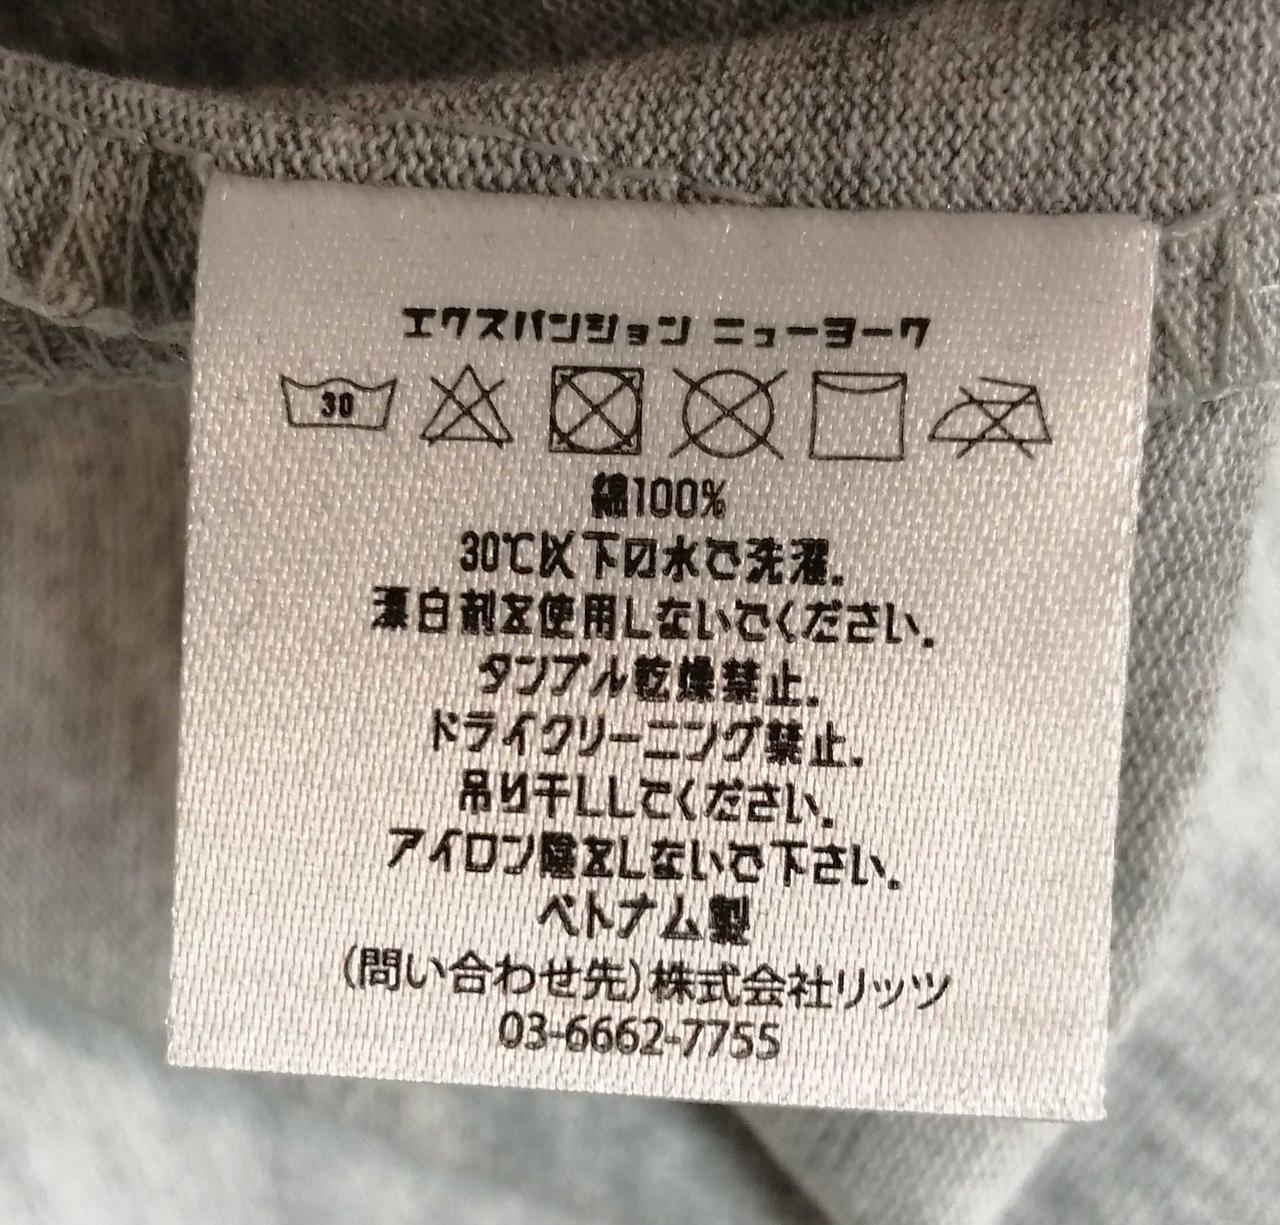 エクスパンション ニューヨーク
30
綿100%
30℃以下の水で洗濯.
漂白剤を使用しないでください.
タンブル乾燥禁止.
ドライクリーニング禁止.
吊り干ししてください.
アイロン陰をしないで下さい.
ベトナム製
(問い合わせ先)株式会社リッツ
03-6662-7755